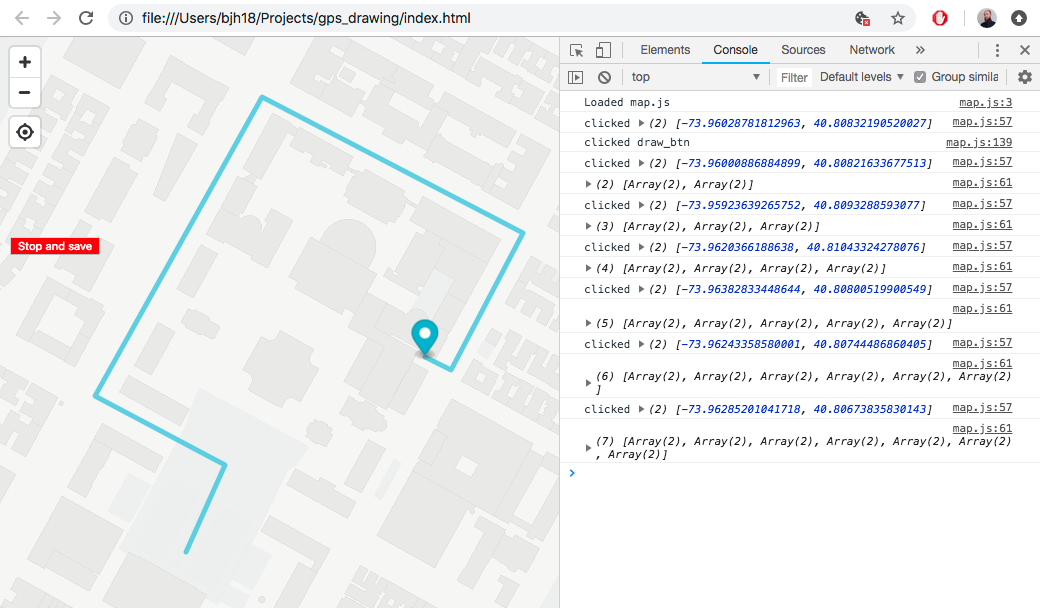 file:///Users/bjh18/Projects/gps_drawing/index.html
Elements Console Sources Network »
top Filter Default levels Group simila
+
−
Stop and save
Loaded map.js map.js:3
clicked (2) [-73.96028781812963, 40.80832190520027] map.js:57
clicked draw_btn map.js:139
clicked (2) [-73.96000886884899, 40.80821633677513] map.js:57
(2) [Array(2), Array(2)] map.js:61
clicked (2) [-73.95923639265752, 40.8093288593077] map.js:57
(3) [Array(2), Array(2), Array(2)] map.js:61
clicked (2) [-73.9620366188638, 40.81043324278076] map.js:57
(4) [Array(2), Array(2), Array(2), Array(2)] map.js:61
clicked (2) [-73.96382833448644, 40.80800519900549] map.js:57
map.js:61
(5) [Array(2), Array(2), Array(2), Array(2), Array(2)]
clicked (2) [-73.96243358580001, 40.80744486860405] map.js:57
map.js:61
(6) [Array(2), Array(2), Array(2), Array(2), Array(2), Array(2)
]
clicked (2) [-73.96285201041718, 40.80673835830143] map.js:57
map.js:61
(7) [Array(2), Array(2), Array(2), Array(2), Array(2), Array(2)
, Array(2)]